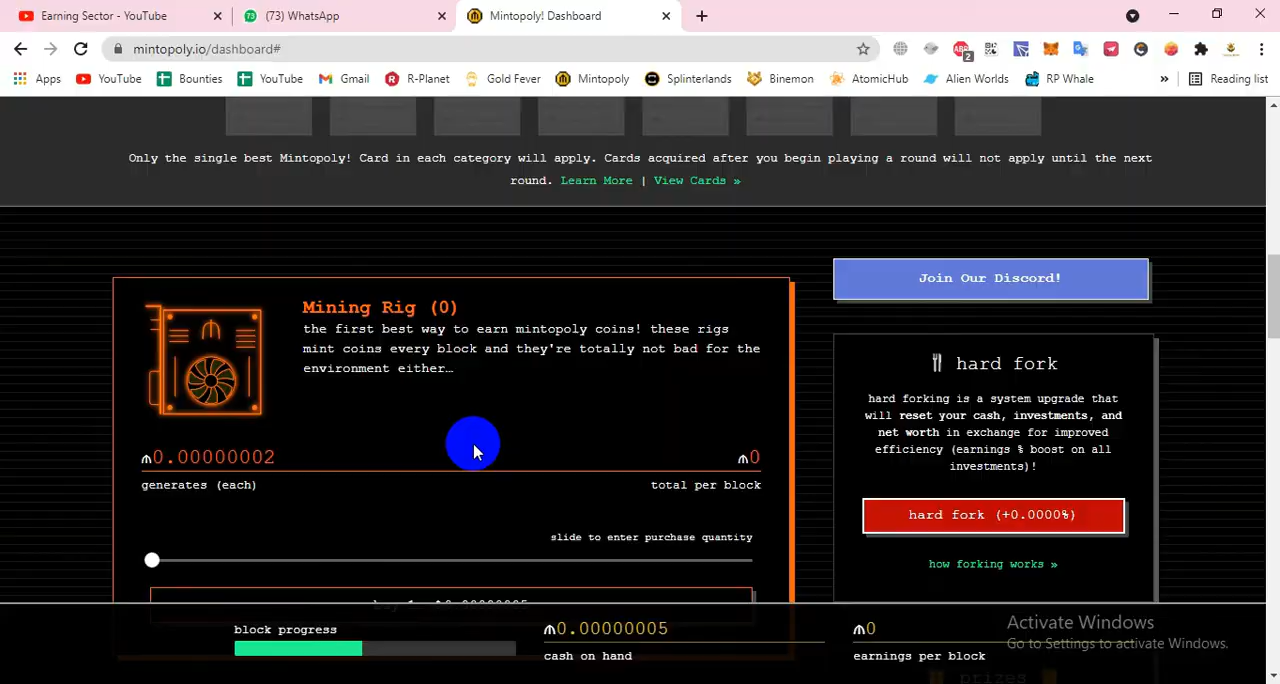 Earning Sector - YouTube
(73) WhatsApp
Mintopoly! Dashboard
mintopoly.io/dashboard#
ABP
2
Apps
YouTube
Bounties
YouTube
Gmail
R-Planet
Gold Fever
Mintopoly
Splinterlands
Binemon
AtomicHub
Alien Worlds
RP Whale
»
Reading list
Only the single best Mintopoly! Card in each category will apply. Cards acquired after you begin playing a round will not apply until the next
round. Learn More | View Cards »
Join Our Discord!
Mining Rig (0)
the first best way to earn mintopoly coins! these rigs
mint coins every block and they're totally not bad for the
environment either…
₼0.00000002
₼0
generates (each)
total per block
slide to enter purchase quantity
hard fork
hard forking is a system upgrade that
will reset your cash, investments, and
net worth in exchange for improved
efficiency (earnings % boost on all
investments)!
hard fork (+0.0000%)
how forking works »
block progress
₼0.00000005
cash on hand
₼0
earnings per block
Activate Windows
Go to Settings to activate Windows.
prizes